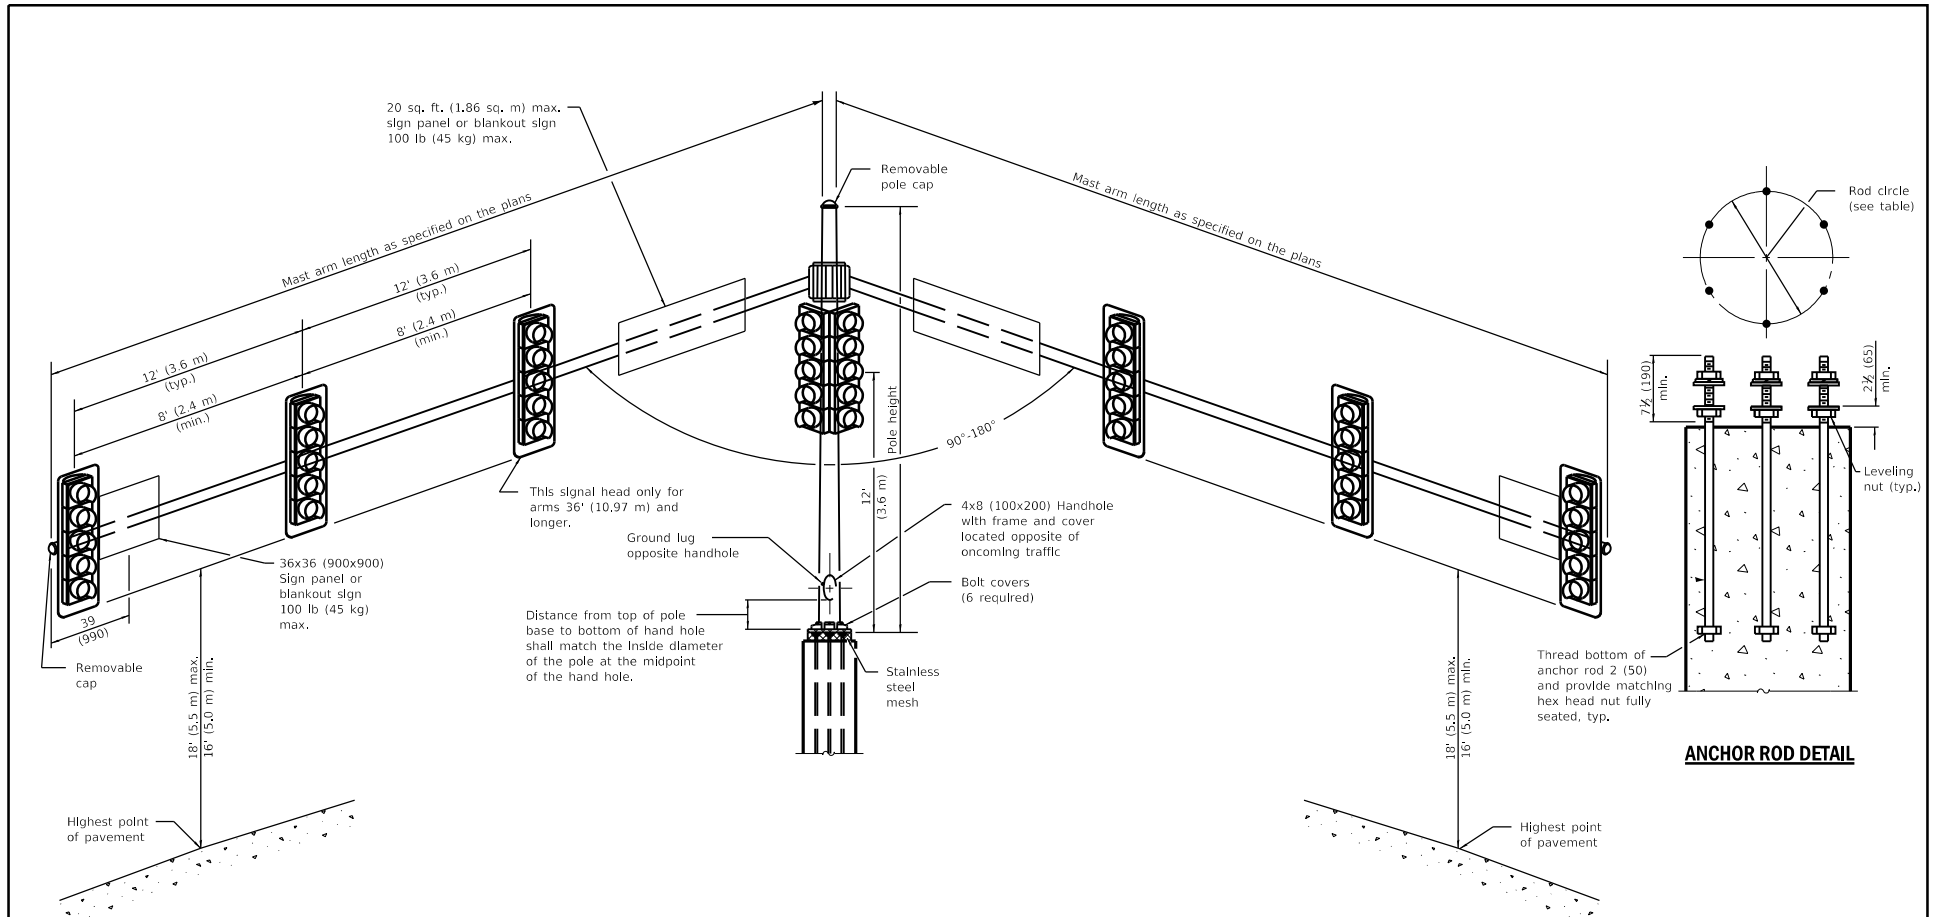 20 sq. ft. (1.86 sq. m) max.
sign panel or blankout sign
100 lb (45 kg) max.
Removable
pole cap
Mast arm length as specified on the plans
Mast arm length as specified on the plans
Rod circle
(see table)
12' (3.6 m)
(typ.)
8' (2.4 m)
(min.)
12' (3.6 m)
(typ.)
8' (2.4 m)
(min.)
Pole height
90°-180°
12'
(3.6 m)
7½ (190)
min.
2½ (65)
min.
Leveling
nut (typ.)
This signal head only for
arms 36' (10.97 m) and
longer.
4x8 (100x200) Handhole
with frame and cover
located opposite of
oncoming traffic
Ground lug
opposite handhole
36x36 (900x900)
Sign panel or
blankout sign
100 lb (45 kg)
max.
Bolt covers
(6 required)
Distance from top of pole
base to bottom of hand hole
shall match the inside diameter
of the pole at the midpoint
of the hand hole.
39
(990)
Removable
cap
Stainless
steel
mesh
18' (5.5 m) max.
16' (5.0 m) min.
18' (5.5 m) max.
16' (5.0 m) min.
Thread bottom of
anchor rod 2 (50)
and provide matching
hex head nut fully
seated, typ.
ANCHOR ROD DETAIL
Highest point
of pavement
Highest point
of pavement